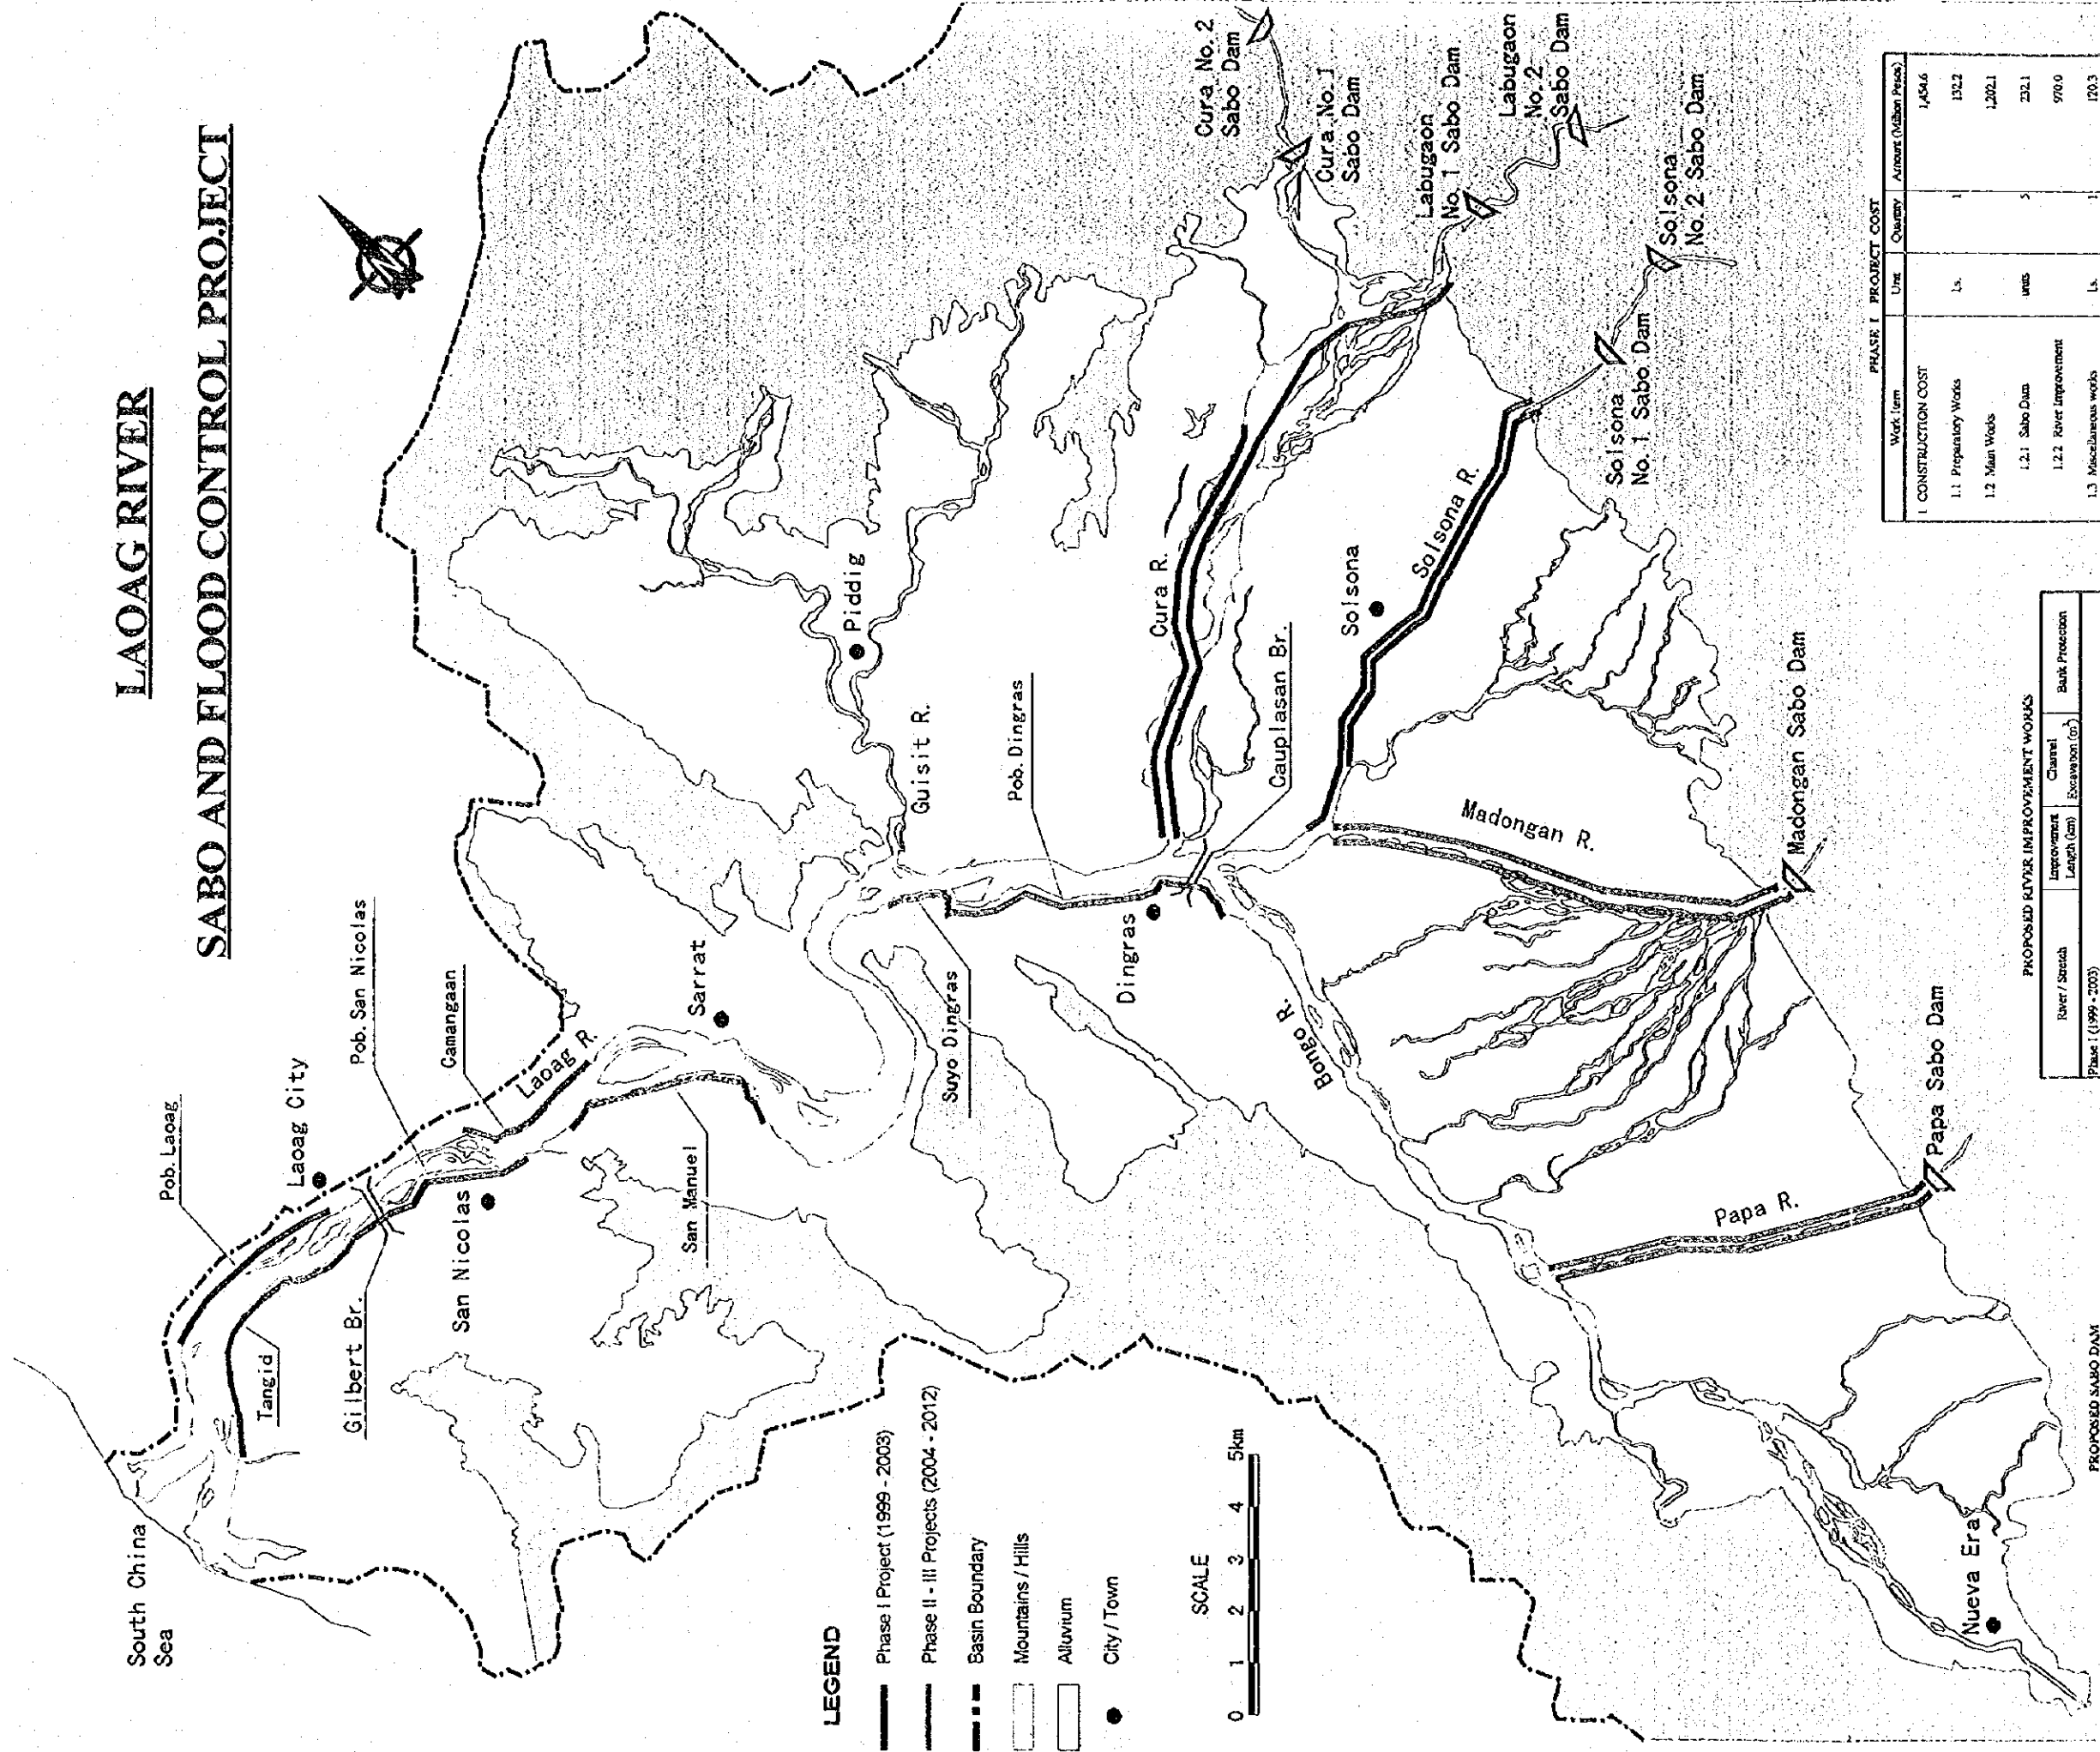 LAOAG RIVER
SABO AND FLOOD CONTROL PROJECT
South China
Sea
Pob. Laoag
Laoag City
Pob. San Nicolas
Camangaan
Laoag R.
Tangid
Gilbert Br.
San Nicolas
San Manuel
Sarrat
Suyo Dingras
Guisit R.
Piddig
Pob. Dingras
Dingras
Cura R.
Cauplasan Br.
Solsona
Solsona R.
Bongo R.
Madongan R.
Papa R.
Nueva Era
Cura No. 2
Sabo Dam
Cura No. 1
Sabo Dam
Labugaon
No. 1 Sabo Dam
Labugaon
No. 2
Sabo Dam
Solsona
No. 2 Sabo Dam
Solsona
No. 1 Sabo Dam
Madongan Sabo Dam
Papa Sabo Dam
LEGEND
Phase I Project (1999 - 2003)
Phase II - III Projects (2004 - 2012)
Basin Boundary
Mountains / Hills
Alluvium
City / Town
SCALE
0 1 2 3 4 5km
PHASE I PROJECT COST
Work Item Unit Quantity Amount (Million Pesos)
1. CONSTRUCTION COST 1,454.6
1.1 Preparatory Works l.s. 1 132.2
1.2 Main Works 1,202.1
1.2.1 Sabo Dam units 5 232.1
1.2.2 River Improvement 970.0
1.3 Miscellaneous works l.s. 1 120.3
PROPOSED RIVER IMPROVEMENT WORKS
River / Stretch Improvement Length (km) Channel Excavation (m³) Bank Protection
Phase I (1999 - 2003)
PROPOSED SABO DAM